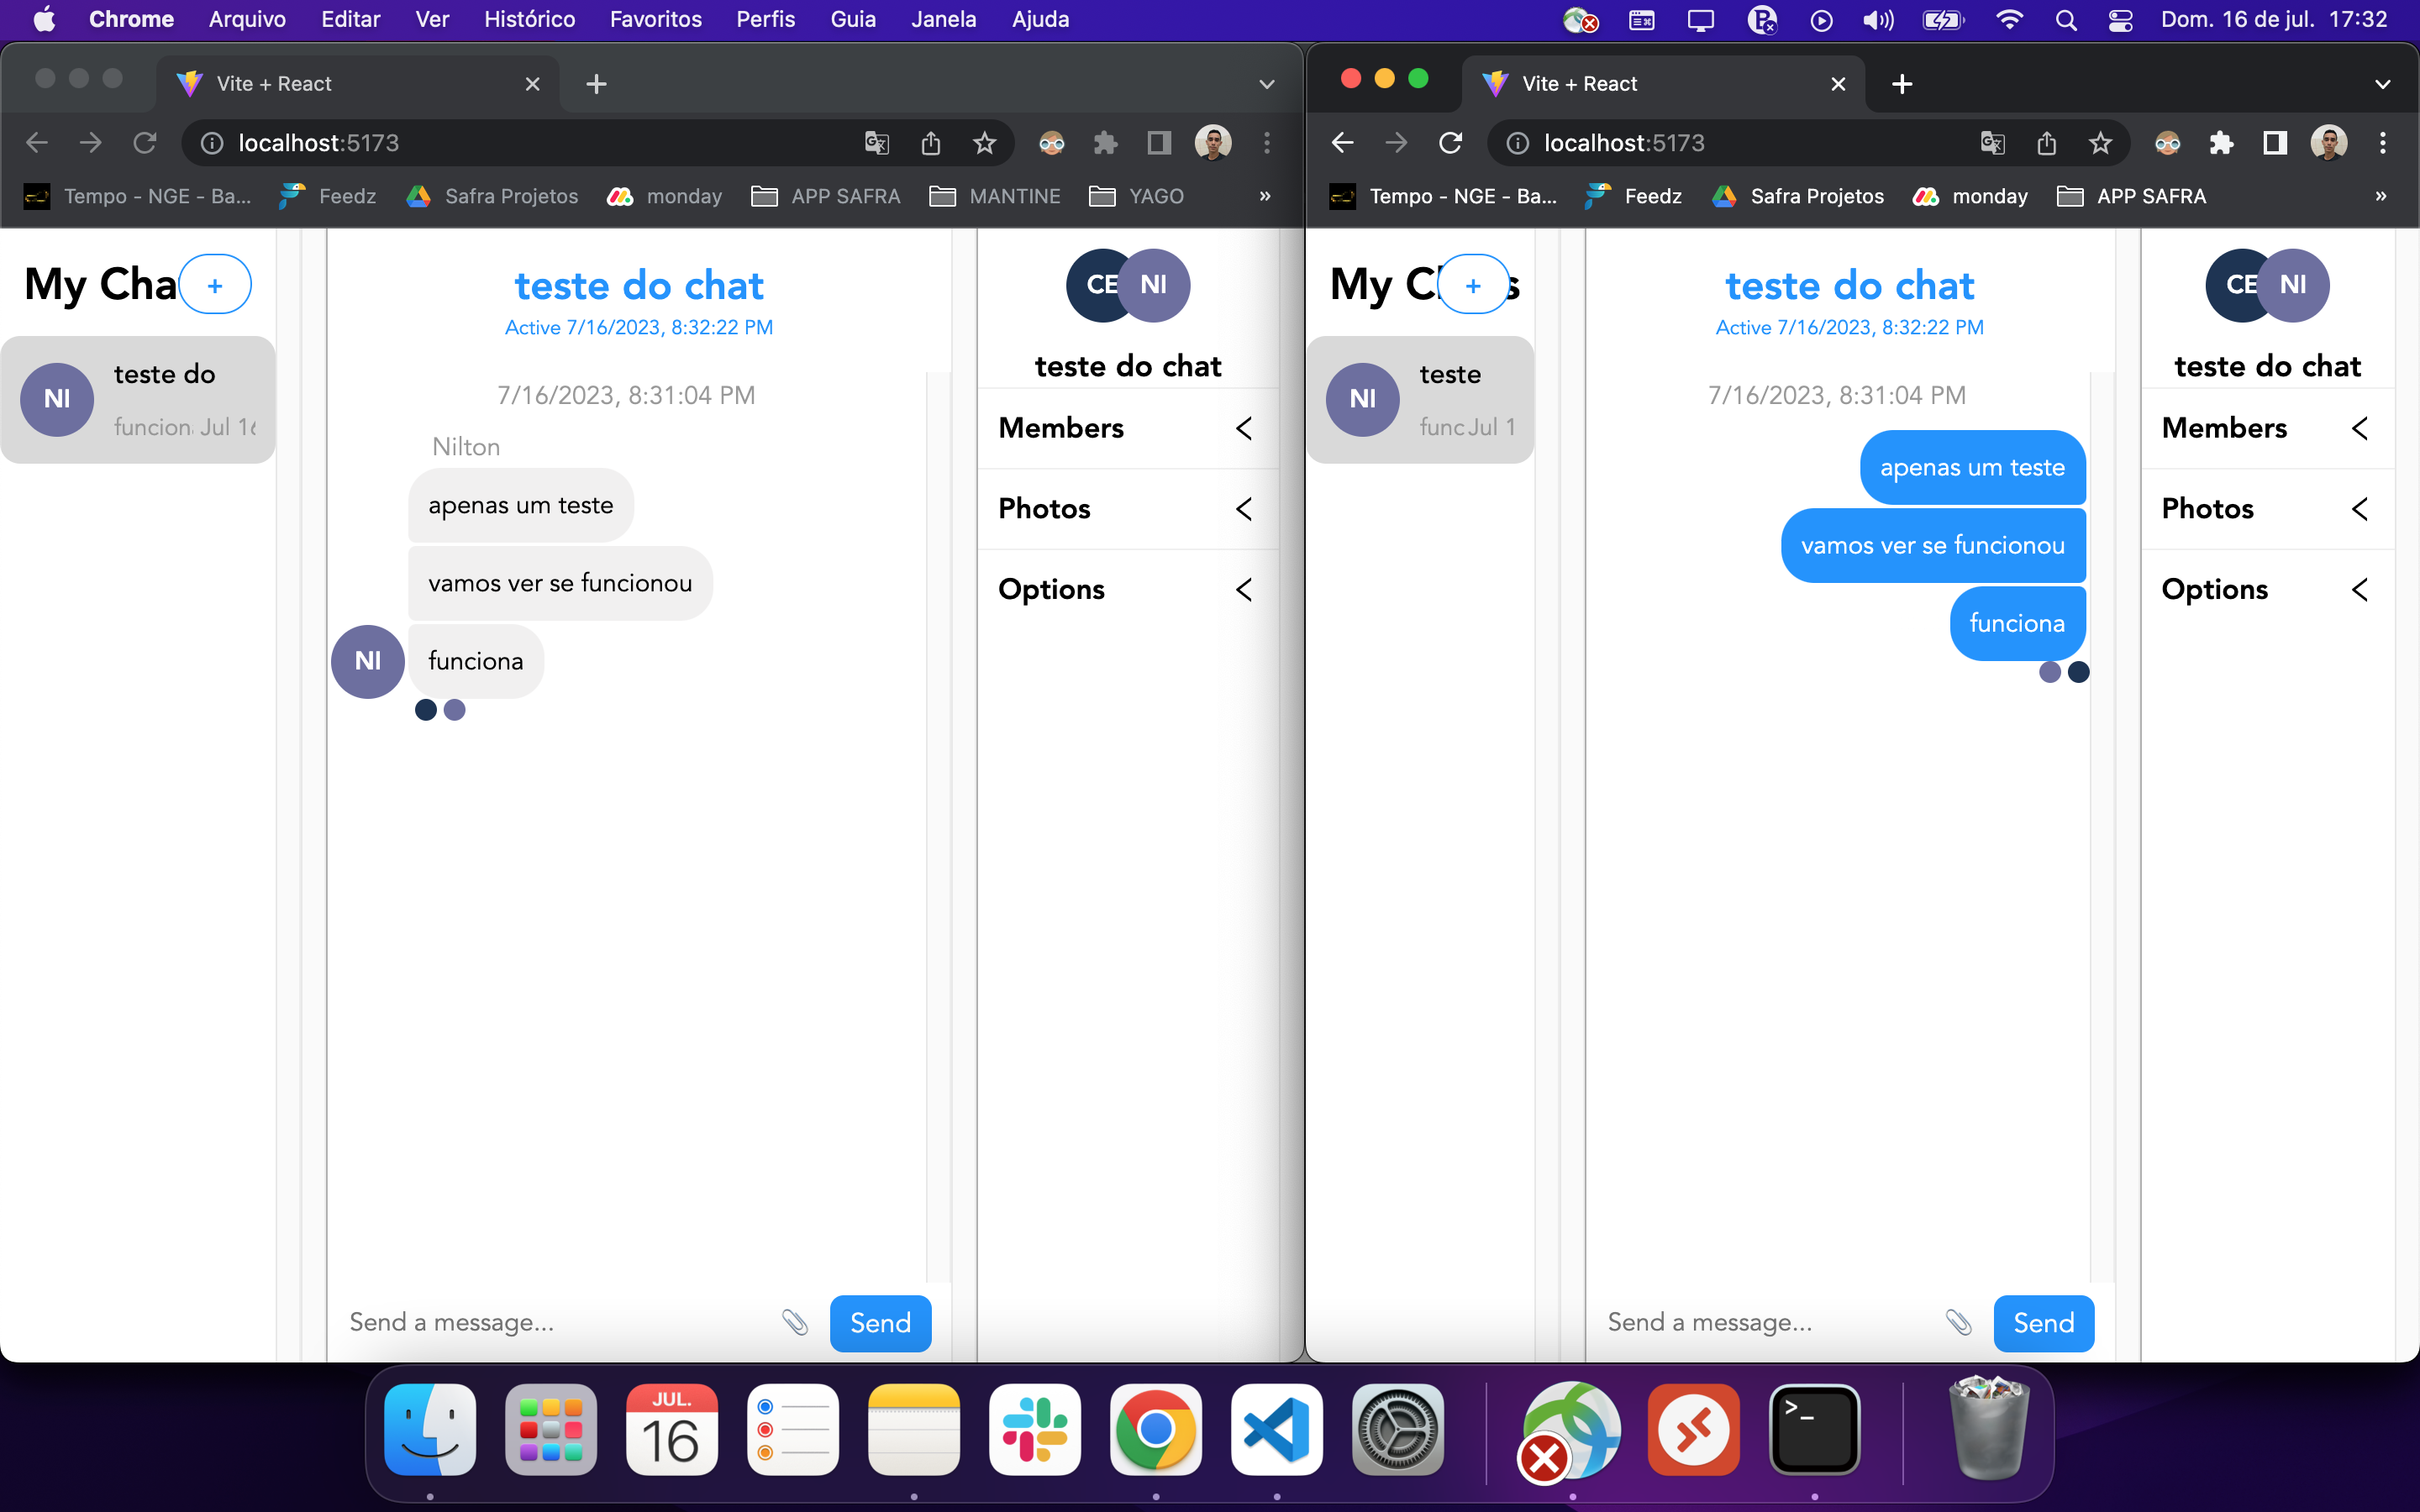 Chrome Arquivo Editar Ver Histórico Favoritos Perfis Guia Janela Ajuda Dom. 16 de jul. 17:32
Vite + React
localhost:5173
Tempo - NGE - Ba... Feedz Safra Projetos monday APP SAFRA MANTINE YAGO »
My Cha +
NI
teste do
funcion Jul 16
teste do chat
Active 7/16/2023, 8:32:22 PM
7/16/2023, 8:31:04 PM
Nilton
apenas um teste
vamos ver se funcionou
NI
funciona
Send a message...
Send
CE NI
teste do chat
Members
Photos
Options
Vite + React
localhost:5173
Tempo - NGE - Ba... Feedz Safra Projetos monday APP SAFRA »
My C + s
NI
teste
func Jul 1
teste do chat
Active 7/16/2023, 8:32:22 PM
7/16/2023, 8:31:04 PM
apenas um teste
vamos ver se funcionou
funciona
Send a message...
Send
CE NI
teste do chat
Members
Photos
Options
JUL.
16
>_